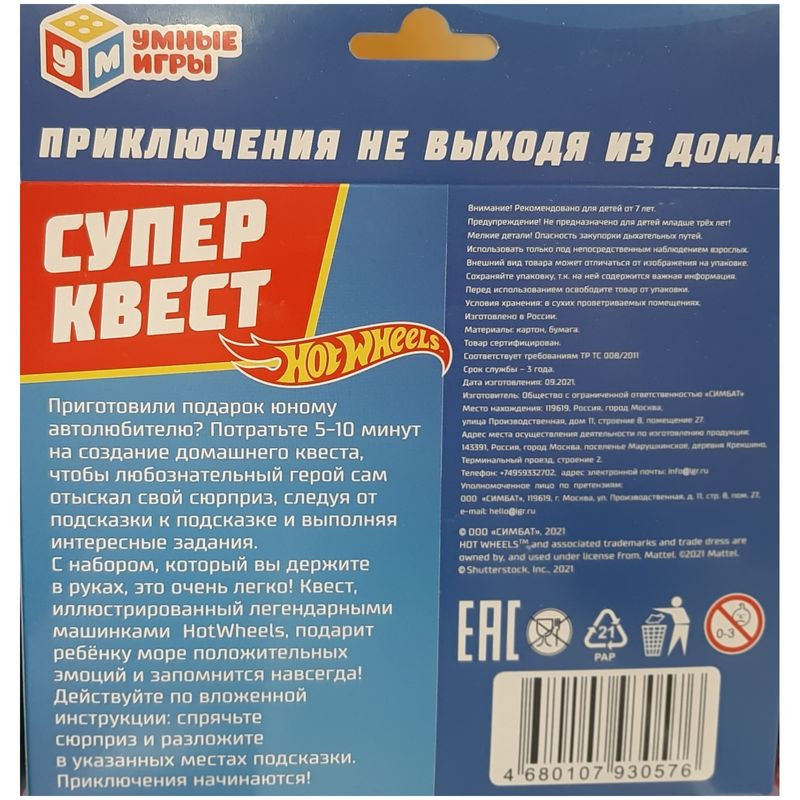 УМНЫЕ
ИГРЫ
УМ
ПРИКЛЮЧЕНИЯ НЕ ВЫХОДЯ ИЗ ДОМА!
СУПЕР
КВЕСТ
HOT WHEELS
Приготовили подарок юному
автолюбителю? Потратьте 5-10 минут
на создание домашнего квеста,
чтобы любознательный герой сам
отыскал свой сюрприз, следуя от
подсказки к подсказке и выполняя
интересные задания.
С набором, который вы держите
в руках, это очень легко! Квест,
иллюстрированный легендарными
машинками HotWheels, подарит
ребёнку море положительных
эмоций и запомнится навсегда!
Действуйте по вложенной
инструкции: спрячьте
сюрприз и разложите
в указанных местах подсказки.
Приключения начинаются!
Внимание! Рекомендовано для детей от 7 лет.
Предупреждение! Не предназначено для детей младше трёх лет!
Мелкие детали! Опасность закупорки дыхательных путей.
Использовать только под непосредственным наблюдением взрослых.
Внешний вид товара может отличаться от изображения на упаковке.
Сохраняйте упаковку, т.к. на ней содержится важная информация.
Перед использованием освободите товар от упаковки.
Условия хранения: в сухих проветриваемых помещениях.
Изготовлено в России.
Материалы: картон, бумага.
Товар сертифицирован.
Соответствует требованиям ТР ТС 008/2011
Срок службы – 3 года.
Дата изготовления: 09.2021.
Изготовитель: Общество с ограниченной ответственностью «СИМБАТ»
Место нахождения: 119619, Россия, город Москва,
улица Производственная, дом 11, строение 8, помещение 27.
Адрес места осуществления деятельности по изготовлению продукции:
143391, Россия, город Москва, поселение Марушкинское, деревня Крекшино,
Терминальный проезд, строение 2.
Телефон: +74959332702, адрес электронной почты: info@igr.ru
Уполномоченное лицо по претензиям:
ООО «СИМБАТ», 119619, г. Москва, ул. Производственная, д. 11, стр. 8, пом. 27,
e-mail: hello@igr.ru
© ООО «СИМБАТ», 2021
HOT WHEELS™ and associated trademarks and trade dress are
owned by, and used under license from, Mattel. ©2021 Mattel.
© Shutterstock, Inc., 2021
EAC
21
PAP
0-3
4 680107 930576